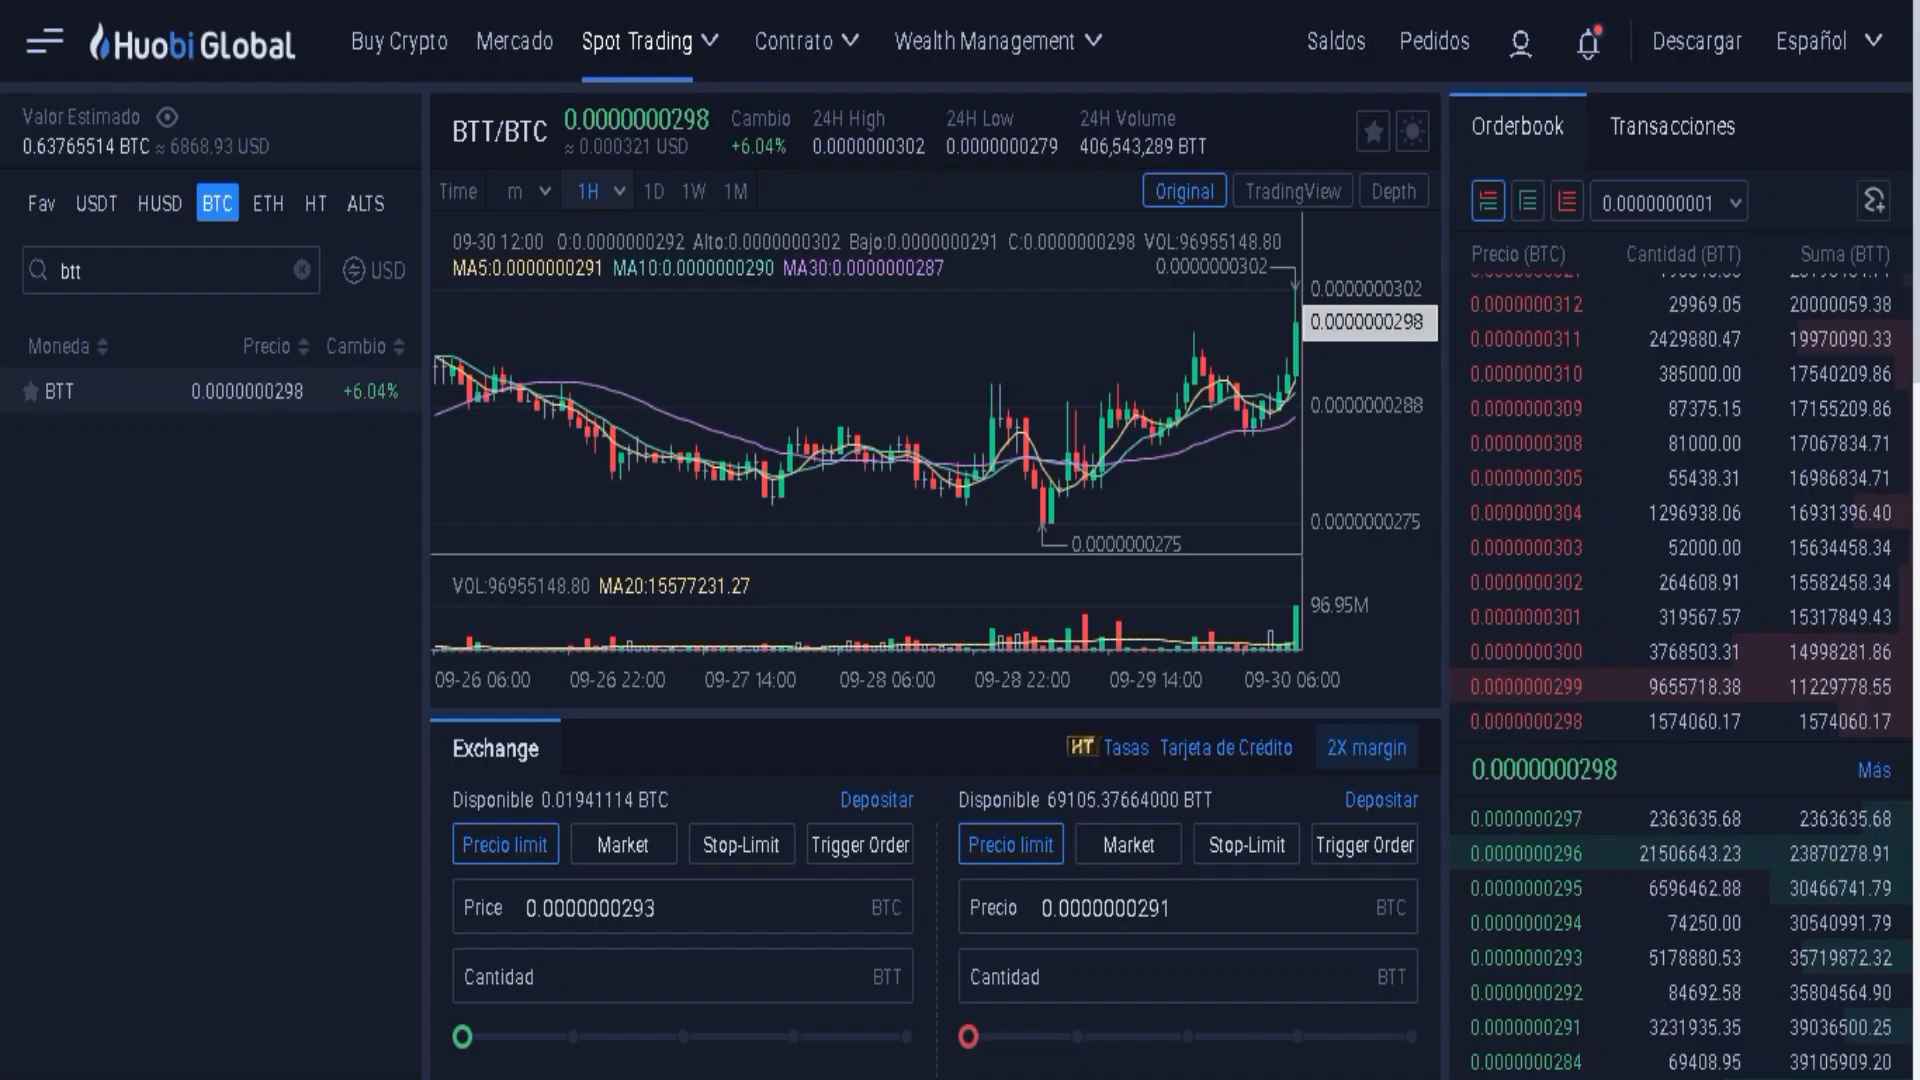 Huobi Global Buy Crypto Mercado Spot Trading Contrato Wealth Management Saldos Pedidos Descargar Español
Valor Estimado
0.63765514 BTC ≈ 6868.93 USD
Fav USDT HUSD BTC ETH HT ALTS
btt USD
Moneda Precio Cambio
BTT 0.0000000298 +6.04%
BTT/BTC 0.0000000298 ≈ 0.000321 USD
Cambio +6.04%
24H High 0.0000000302
24H Low 0.0000000279
24H Volume 406,543,289 BTT
Time m 1H 1D 1W 1M Original TradingView Depth
09-30 12:00 O:0.0000000292 Alto:0.0000000302 Bajo:0.0000000291 C:0.0000000298 VOL:96955148.80
MA5:0.0000000291 MA10:0.0000000290 MA30:0.0000000287
0.0000000302
0.0000000302
0.0000000298
0.0000000288
0.0000000275
0.0000000275
VOL:96955148.80 MA20:15577231.27
96.95M
09-26 06:00 09-26 22:00 09-27 14:00 09-28 06:00 09-28 22:00 09-29 14:00 09-30 06:00
Exchange HT Tasas Tarjeta de Crédito 2X margin
Disponible 0.01941114 BTC Depositar
Precio limit Market Stop-Limit Trigger Order
Price 0.0000000293 BTC
Cantidad BTT
Disponible 69105.37664000 BTT Depositar
Precio limit Market Stop-Limit Trigger Order
Precio 0.0000000291 BTC
Cantidad BTT
Orderbook Transacciones
0.0000000001
Precio (BTC) Cantidad (BTT) Suma (BTT)
0.0000000312 29969.05 20000059.38
0.0000000311 2429880.47 19970090.33
0.0000000310 385000.00 17540209.86
0.0000000309 87375.15 17155209.86
0.0000000308 81000.00 17067834.71
0.0000000305 55438.31 16986834.71
0.0000000304 1296938.06 16931396.40
0.0000000303 52000.00 15634458.34
0.0000000302 264608.91 15582458.34
0.0000000301 319567.57 15317849.43
0.0000000300 3768503.31 14998281.86
0.0000000299 9655718.38 11229778.55
0.0000000298 1574060.17 1574060.17
0.0000000298 Más
0.0000000297 2363635.68 2363635.68
0.0000000296 21506643.23 23870278.91
0.0000000295 6596462.88 30466741.79
0.0000000294 74250.00 30540991.79
0.0000000293 5178880.53 35719872.32
0.0000000292 84692.58 35804564.90
0.0000000291 3231935.35 39036500.25
0.0000000284 69408.95 39105909.20